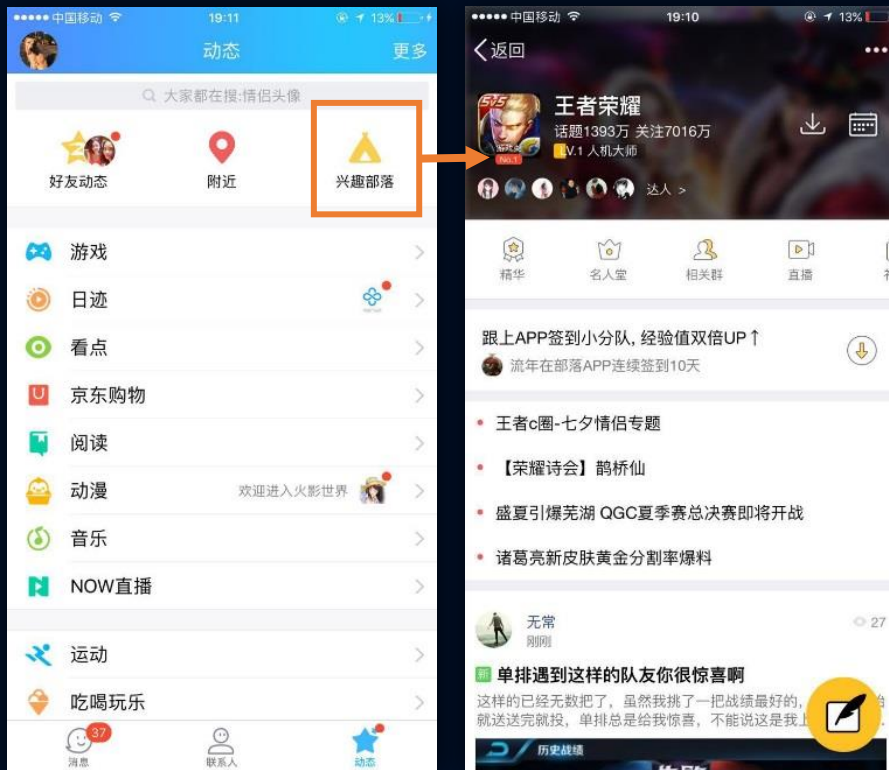 中国移动
19:11
13%
动态
更多
大家都在搜:情侣头像
好友动态
附近
兴趣部落
游戏
日迹
看点
京东购物
阅读
动漫
欢迎进入火影世界
音乐
NOW直播
运动
吃喝玩乐
37
消息
联系人
动态
中国移动
19:10
13%
返回
5v5
王者荣耀
话题1393万 关注7016万
No.1
LV.1 人机大师
达人 >
精华
名人堂
相关群
直播
跟上APP签到小分队, 经验值双倍UP↑
流年在部落APP连续签到10天
王者c圈-七夕情侣专题
【荣耀诗会】鹊桥仙
盛夏引爆芜湖 QGC夏季赛总决赛即将开战
诸葛亮新皮肤黄金分割率爆料
无常
27
刚刚
新 单排遇到这样的队友你很惊喜啊
这样的已经无数把了，虽然我挑了一把战绩最好的,
就送送完就投，单排总是给我惊喜，不能说这是我上
历史战绩